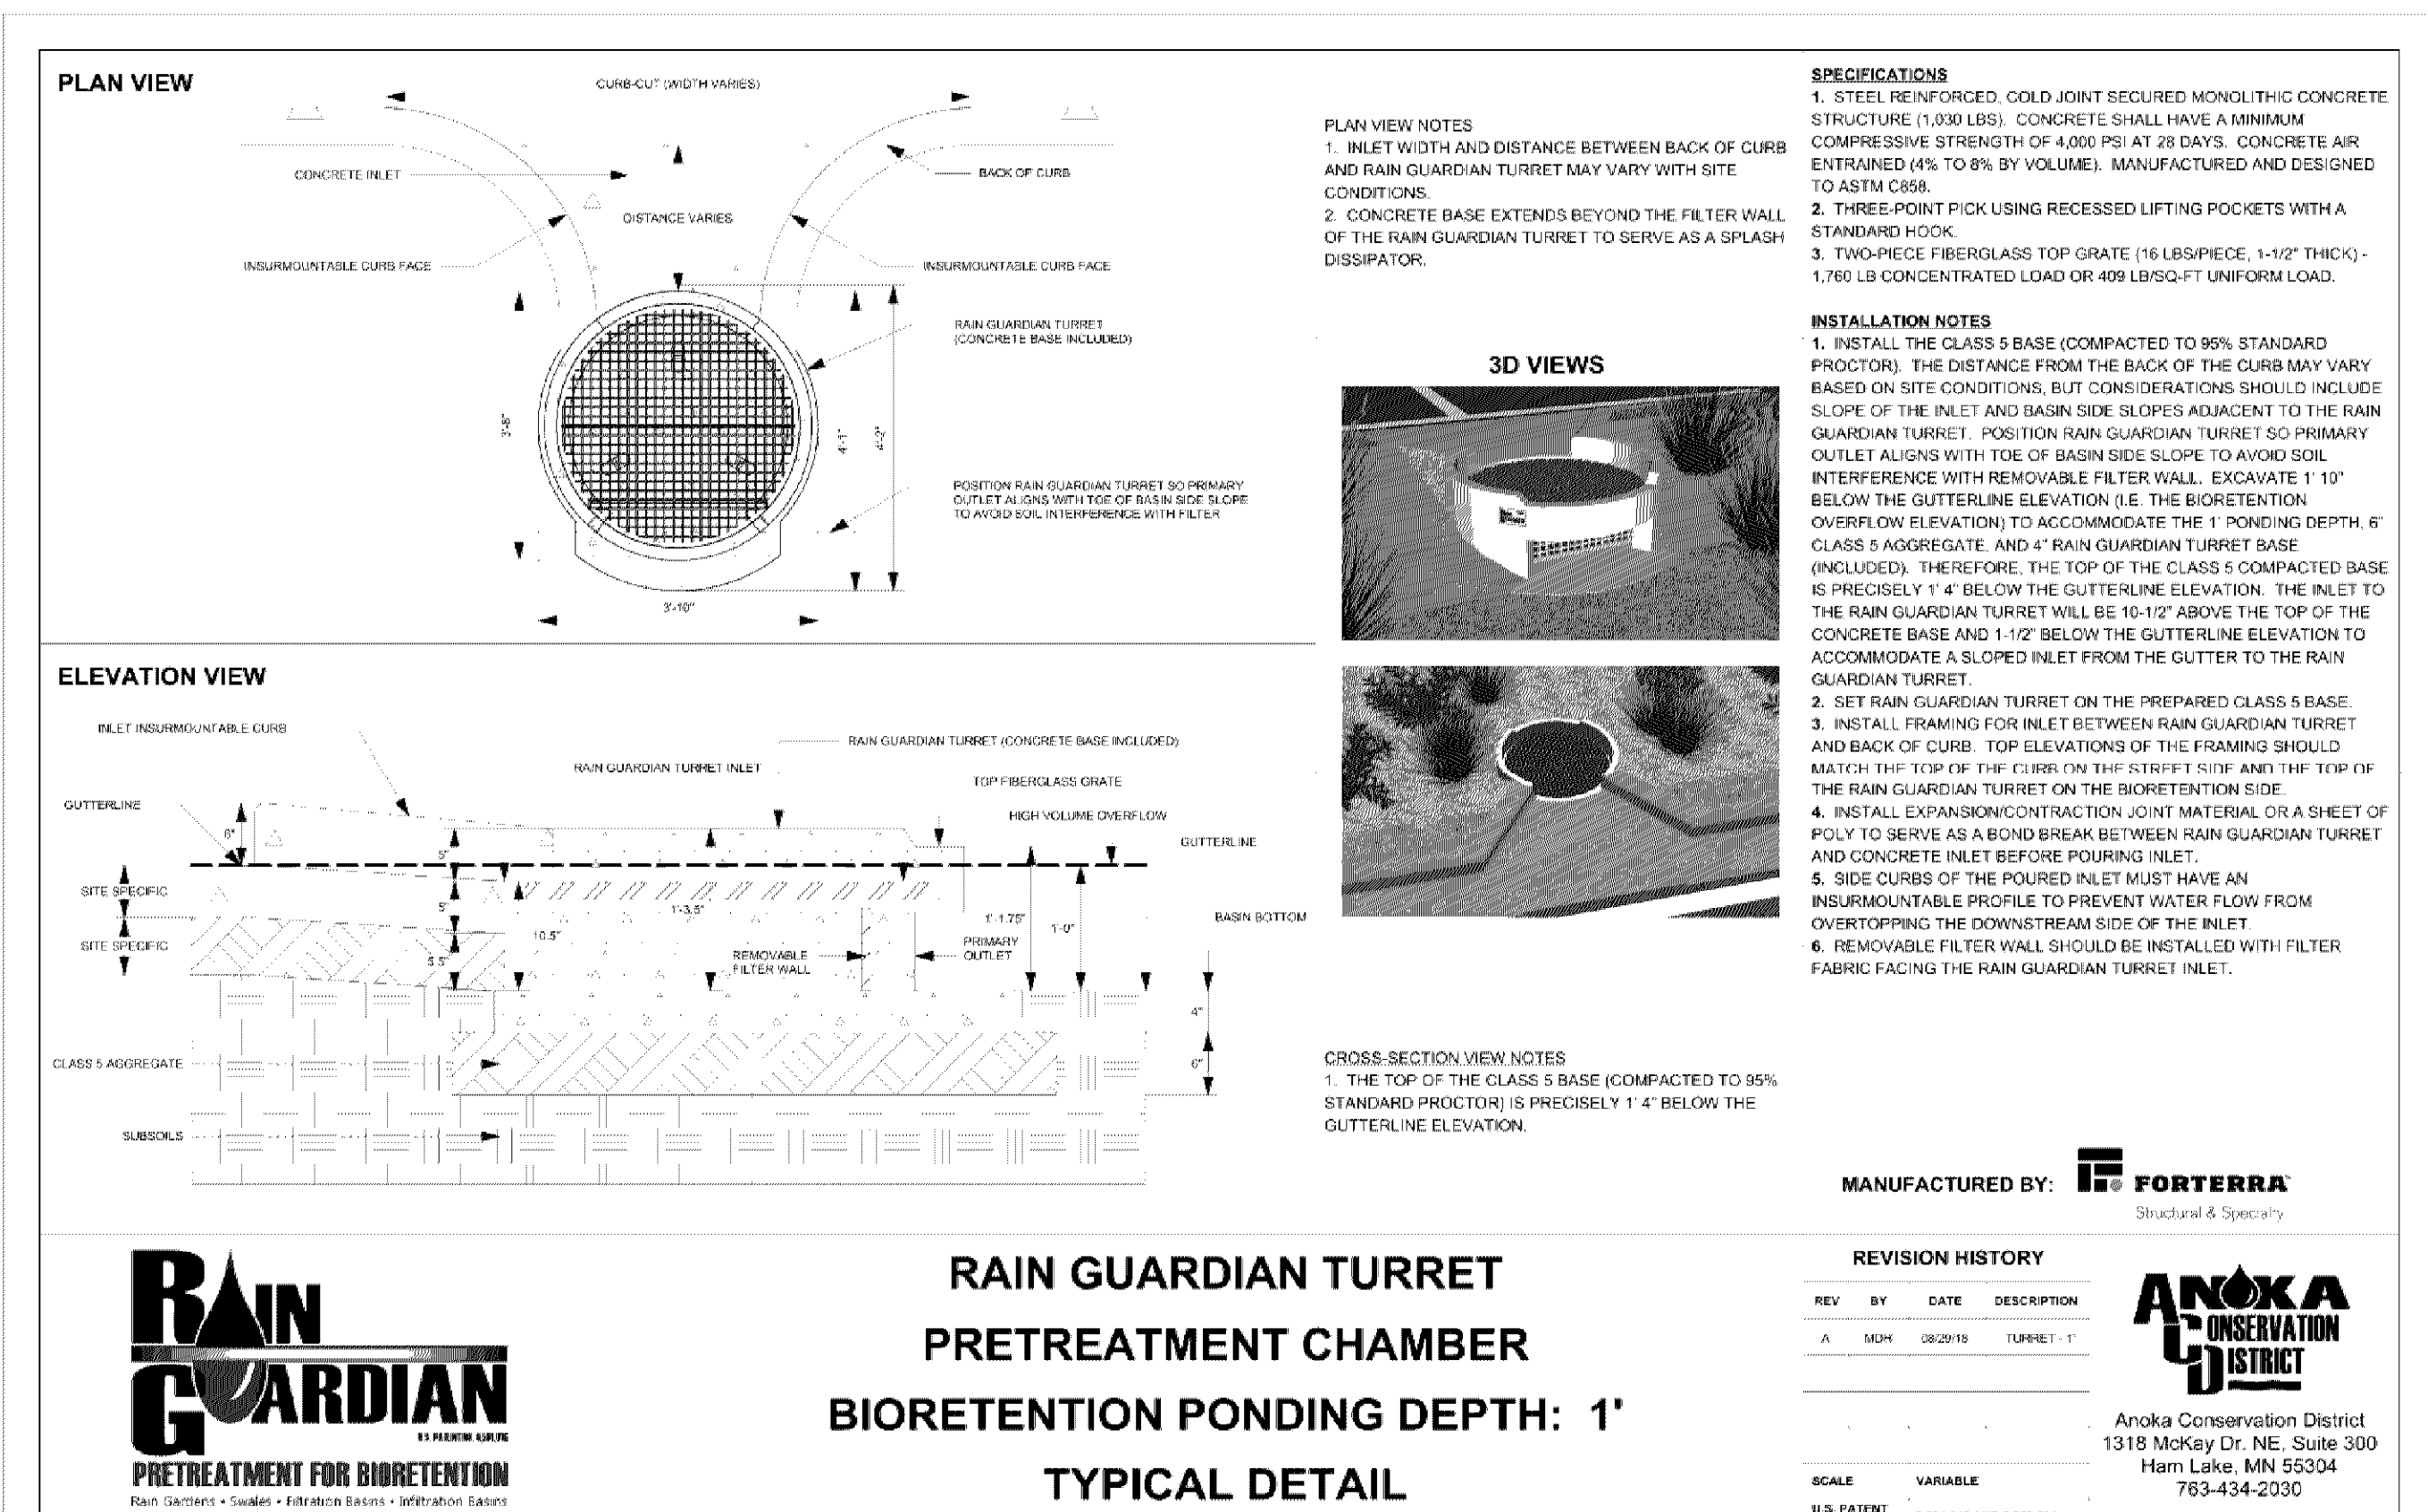 PLAN VIEW
CURB-CUT (WIDTH VARIES)
CONCRETE INLET
BACK OF CURB
DISTANCE VARIES
INSURMOUNTABLE CURB FACE
INSURMOUNTABLE CURB FACE
RAIN GUARDIAN TURRET
(CONCRETE BASE INCLUDED)
3'-8"
4'-1"
4'-2"
POSITION RAIN GUARDIAN TURRET SO PRIMARY
OUTLET ALIGNS WITH TOE OF BASIN SIDE SLOPE
TO AVOID SOIL INTERFERENCE WITH FILTER
3'-10"
PLAN VIEW NOTES
1. INLET WIDTH AND DISTANCE BETWEEN BACK OF CURB
AND RAIN GUARDIAN TURRET MAY VARY WITH SITE
CONDITIONS.
2. CONCRETE BASE EXTENDS BEYOND THE FILTER WALL
OF THE RAIN GUARDIAN TURRET TO SERVE AS A SPLASH
DISSIPATOR.
3D VIEWS
ELEVATION VIEW
INLET INSURMOUNTABLE CURB
RAIN GUARDIAN TURRET (CONCRETE BASE INCLUDED)
RAIN GUARDIAN TURRET INLET
TOP FIBERGLASS GRATE
GUTTERLINE
HIGH VOLUME OVERFLOW
6"
GUTTERLINE
5"
SITE SPECIFIC
5"
1'-3.5"
1'-1.75"
BASIN BOTTOM
1'-0"
10.5"
SITE SPECIFIC
PRIMARY
OUTLET
REMOVABLE
FILTER WALL
5.5"
4"
CLASS 5 AGGREGATE
6"
SUBSOILS
CROSS-SECTION VIEW NOTES
1. THE TOP OF THE CLASS 5 BASE (COMPACTED TO 95%
STANDARD PROCTOR) IS PRECISELY 1' 4" BELOW THE
GUTTERLINE ELEVATION.
SPECIFICATIONS
1. STEEL REINFORCED, COLD JOINT SECURED MONOLITHIC CONCRETE
STRUCTURE (1,030 LBS). CONCRETE SHALL HAVE A MINIMUM
COMPRESSIVE STRENGTH OF 4,000 PSI AT 28 DAYS. CONCRETE AIR
ENTRAINED (4% TO 8% BY VOLUME). MANUFACTURED AND DESIGNED
TO ASTM C858.
2. THREE-POINT PICK USING RECESSED LIFTING POCKETS WITH A
STANDARD HOOK.
3. TWO-PIECE FIBERGLASS TOP GRATE (16 LBS/PIECE, 1-1/2" THICK) -
1,760 LB CONCENTRATED LOAD OR 409 LB/SQ-FT UNIFORM LOAD.
INSTALLATION NOTES
1. INSTALL THE CLASS 5 BASE (COMPACTED TO 95% STANDARD
PROCTOR). THE DISTANCE FROM THE BACK OF THE CURB MAY VARY
BASED ON SITE CONDITIONS, BUT CONSIDERATIONS SHOULD INCLUDE
SLOPE OF THE INLET AND BASIN SIDE SLOPES ADJACENT TO THE RAIN
GUARDIAN TURRET. POSITION RAIN GUARDIAN TURRET SO PRIMARY
OUTLET ALIGNS WITH TOE OF BASIN SIDE SLOPE TO AVOID SOIL
INTERFERENCE WITH REMOVABLE FILTER WALL. EXCAVATE 1' 10"
BELOW THE GUTTERLINE ELEVATION (I.E. THE BIORETENTION
OVERFLOW ELEVATION) TO ACCOMMODATE THE 1' PONDING DEPTH, 6"
CLASS 5 AGGREGATE, AND 4" RAIN GUARDIAN TURRET BASE
(INCLUDED). THEREFORE, THE TOP OF THE CLASS 5 COMPACTED BASE
IS PRECISELY 1' 4" BELOW THE GUTTERLINE ELEVATION. THE INLET TO
THE RAIN GUARDIAN TURRET WILL BE 10-1/2" ABOVE THE TOP OF THE
CONCRETE BASE AND 1-1/2" BELOW THE GUTTERLINE ELEVATION TO
ACCOMMODATE A SLOPED INLET FROM THE GUTTER TO THE RAIN
GUARDIAN TURRET.
2. SET RAIN GUARDIAN TURRET ON THE PREPARED CLASS 5 BASE.
3. INSTALL FRAMING FOR INLET BETWEEN RAIN GUARDIAN TURRET
AND BACK OF CURB. TOP ELEVATIONS OF THE FRAMING SHOULD
MATCH THE TOP OF THE CURB ON THE STREET SIDE AND THE TOP OF
THE RAIN GUARDIAN TURRET ON THE BIORETENTION SIDE.
4. INSTALL EXPANSION/CONTRACTION JOINT MATERIAL OR A SHEET OF
POLY TO SERVE AS A BOND BREAK BETWEEN RAIN GUARDIAN TURRET
AND CONCRETE INLET BEFORE POURING INLET.
5. SIDE CURBS OF THE POURED INLET MUST HAVE AN
INSURMOUNTABLE PROFILE TO PREVENT WATER FLOW FROM
OVERTOPPING THE DOWNSTREAM SIDE OF THE INLET.
6. REMOVABLE FILTER WALL SHOULD BE INSTALLED WITH FILTER
FABRIC FACING THE RAIN GUARDIAN TURRET INLET.
MANUFACTURED BY:
FORTERRA
Structural & Specialty
RAIN
GUARDIAN
PRETREATMENT FOR BIORETENTION
Rain Gardens • Swales • Filtration Basins • Infiltration Basins
RAIN GUARDIAN TURRET
PRETREATMENT CHAMBER
BIORETENTION PONDING DEPTH: 1'
TYPICAL DETAIL
REVISION HISTORY
REV BY DATE DESCRIPTION
A MDH 08/29/18 TURRET - 1'
SCALE VARIABLE
U.S. PATENT
ANOKA
CONSERVATION
DISTRICT
Anoka Conservation District
1318 McKay Dr. NE, Suite 300
Ham Lake, MN 55304
763-434-2030